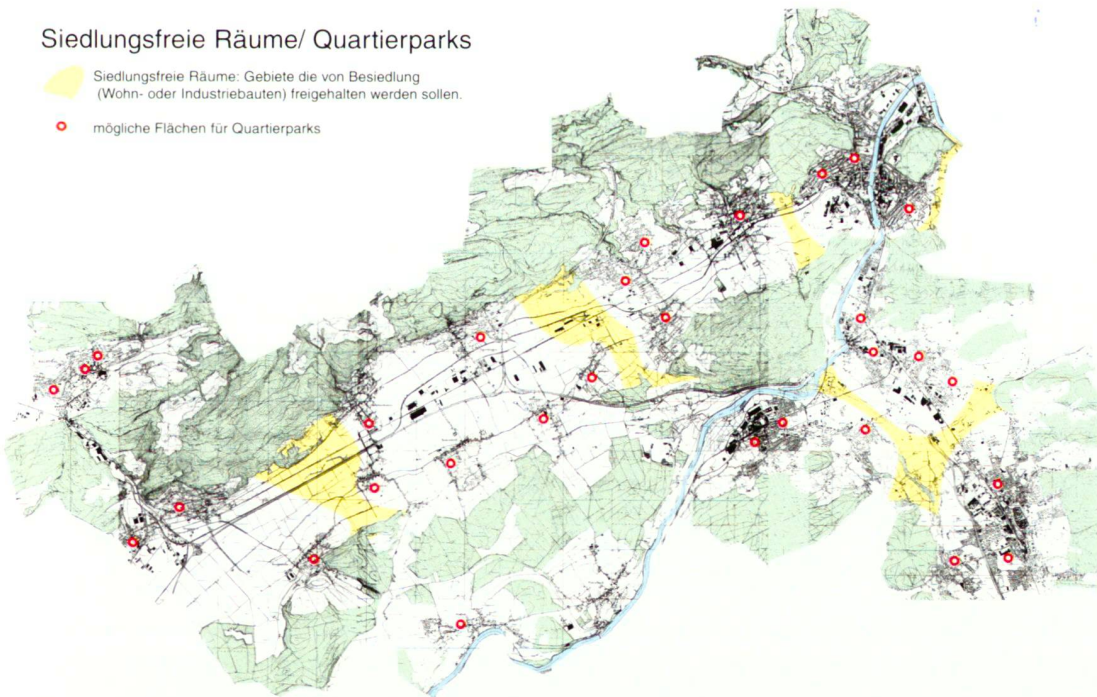 Siedlungsfreie Räume/ Quartierparks
Siedlungsfreie Räume: Gebiete die von Besiedlung
(Wohn- oder Industriebauten) freigehalten werden sollen.
mögliche Flächen für Quartierparks